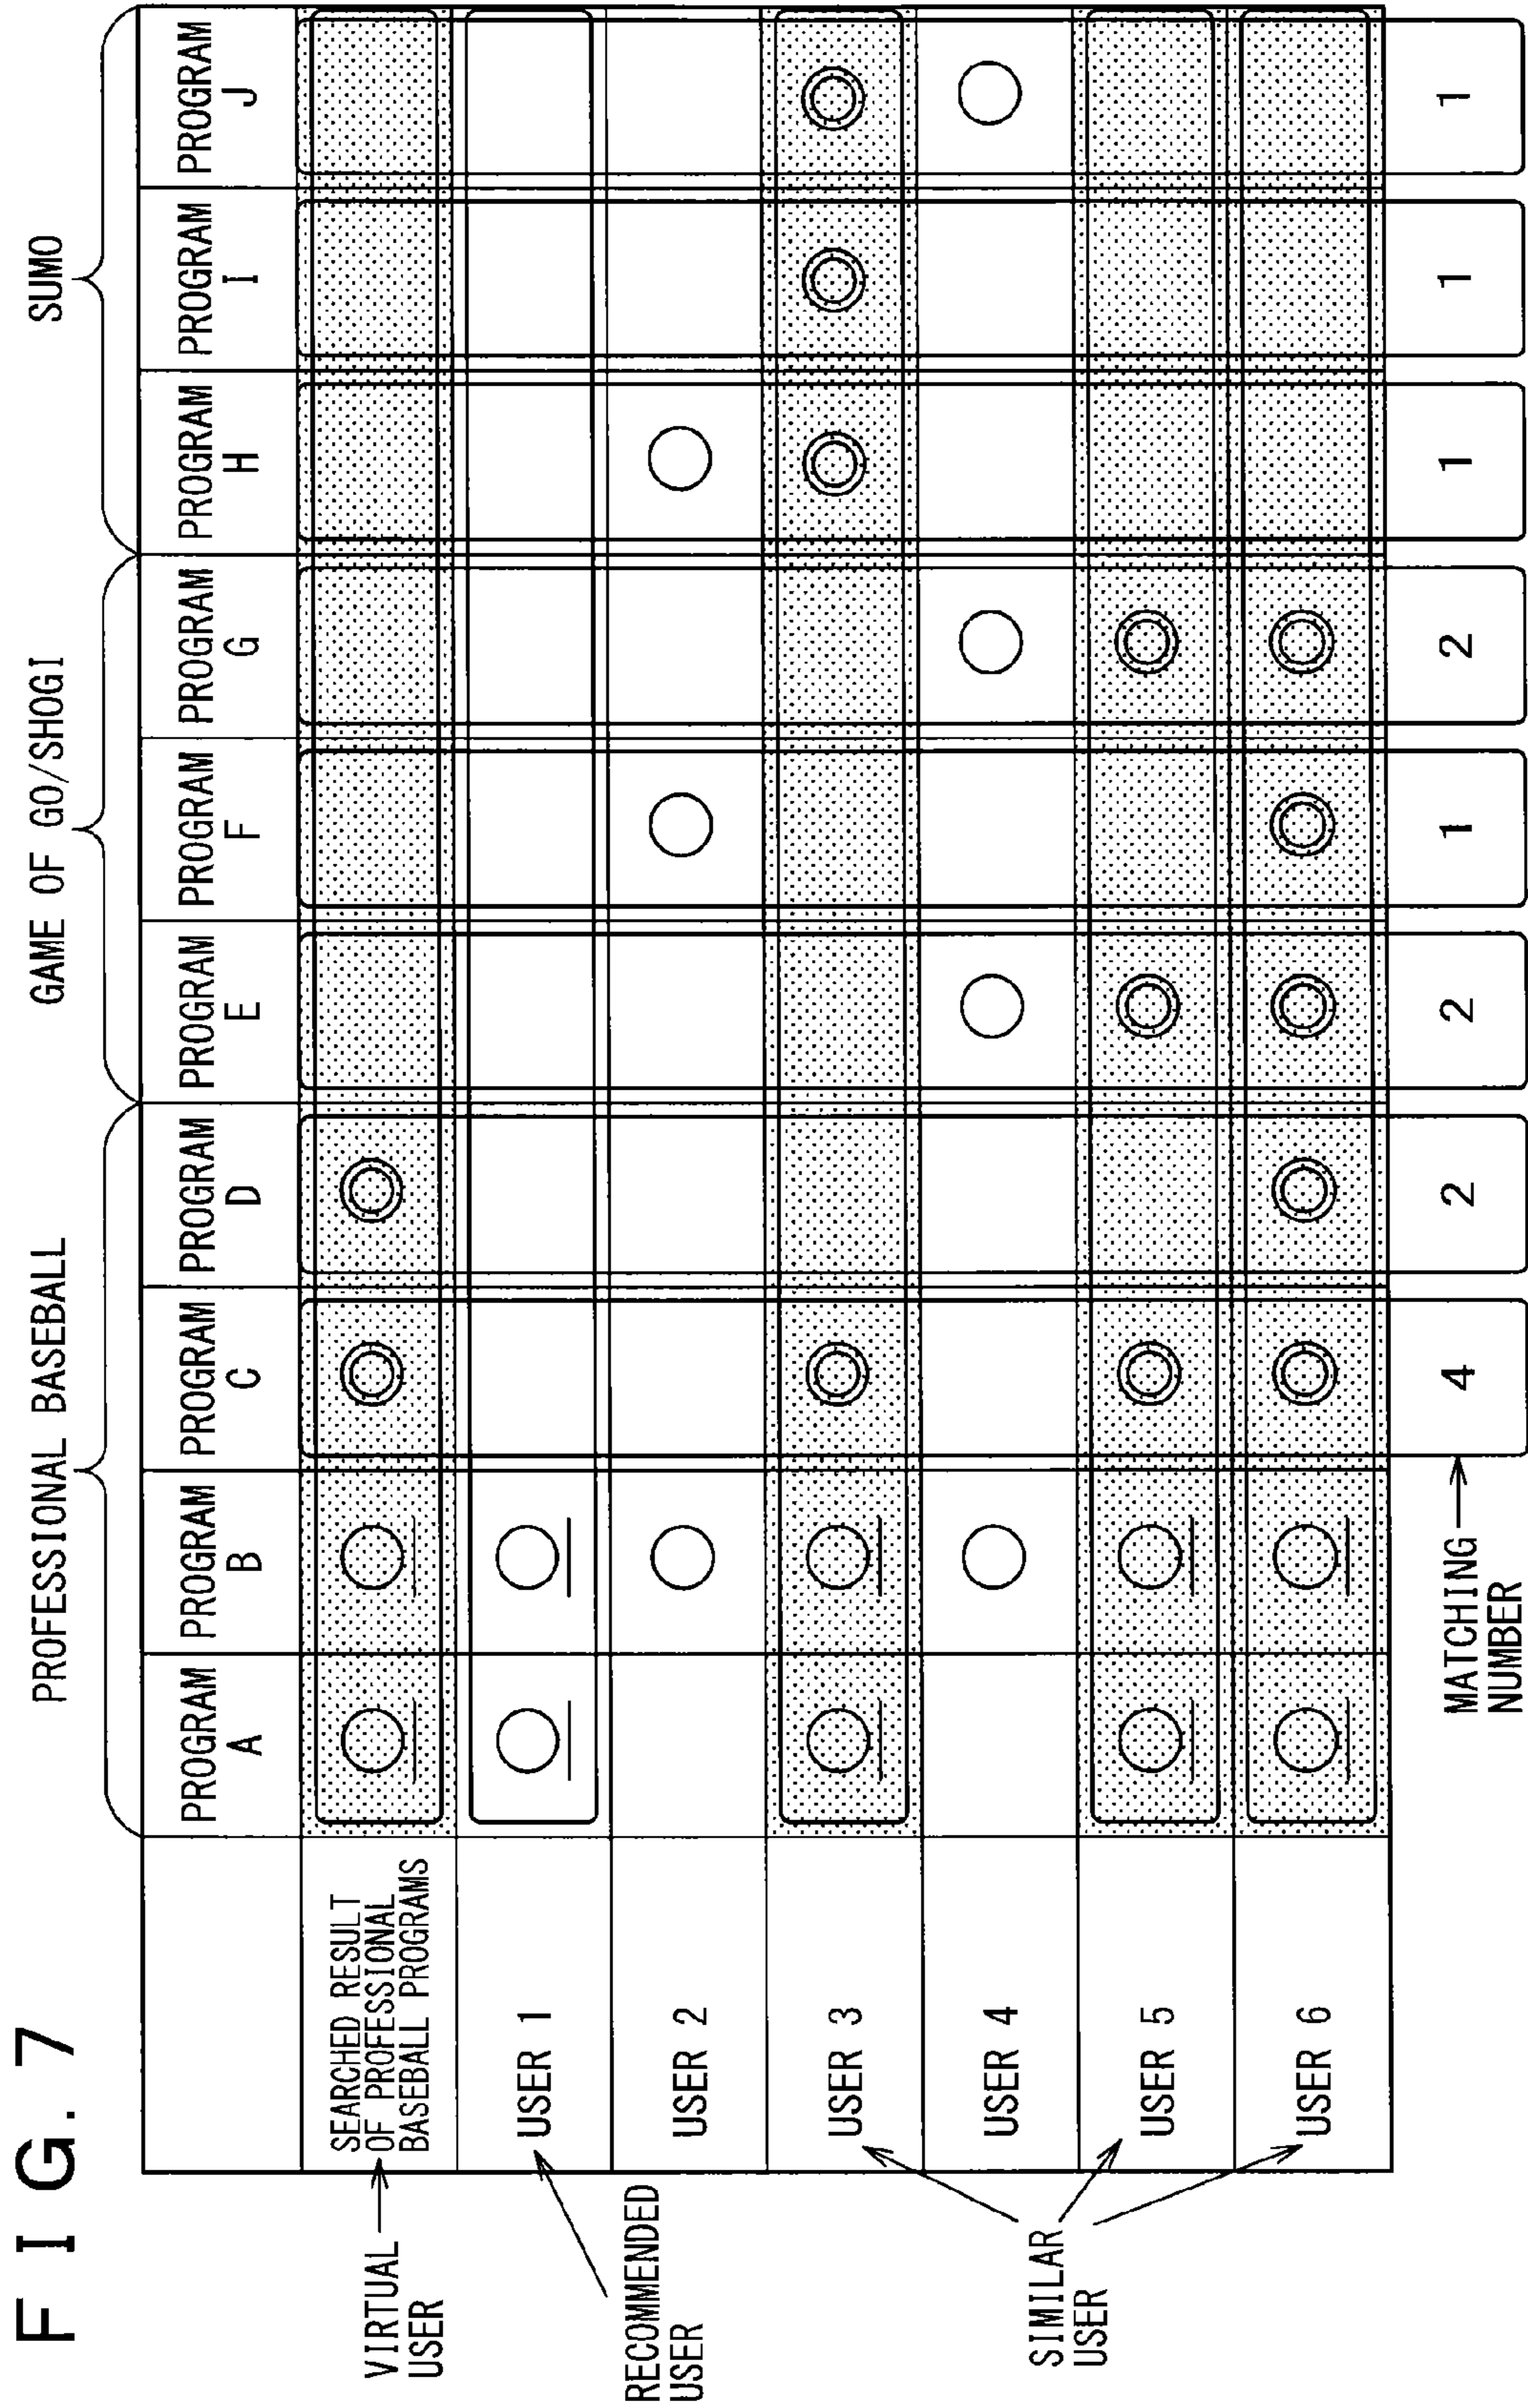 FIG. 7
PROFESSIONAL BASEBALL
GAME OF GO/SHOGI
SUMO
PROGRAM
A
PROGRAM
B
PROGRAM
C
PROGRAM
D
PROGRAM
E
PROGRAM
F
PROGRAM
G
PROGRAM
H
PROGRAM
I
PROGRAM
J
VIRTUAL
USER
SEARCHED RESULT
OF PROFESSIONAL
BASEBALL PROGRAMS
RECOMMENDED
USER
USER 1
USER 2
SIMILAR
USER
USER 3
USER 4
USER 5
USER 6
MATCHING
NUMBER
4
2
2
1
2
1
1
1